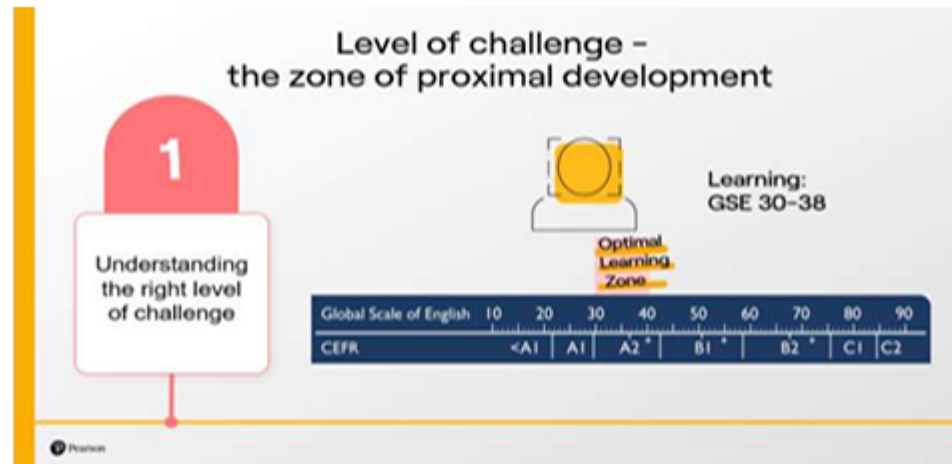 Level of challenge –
the zone of proximal development
1
Understanding
the right level
of challenge
Learning:
GSE 30–38
Optimal
Learning
Zone
Global Scale of English 10 20 30 40 50 60 70 80 90
CEFR <A1 A1 A2 + B1 + B2 + C1 C2
Pearson